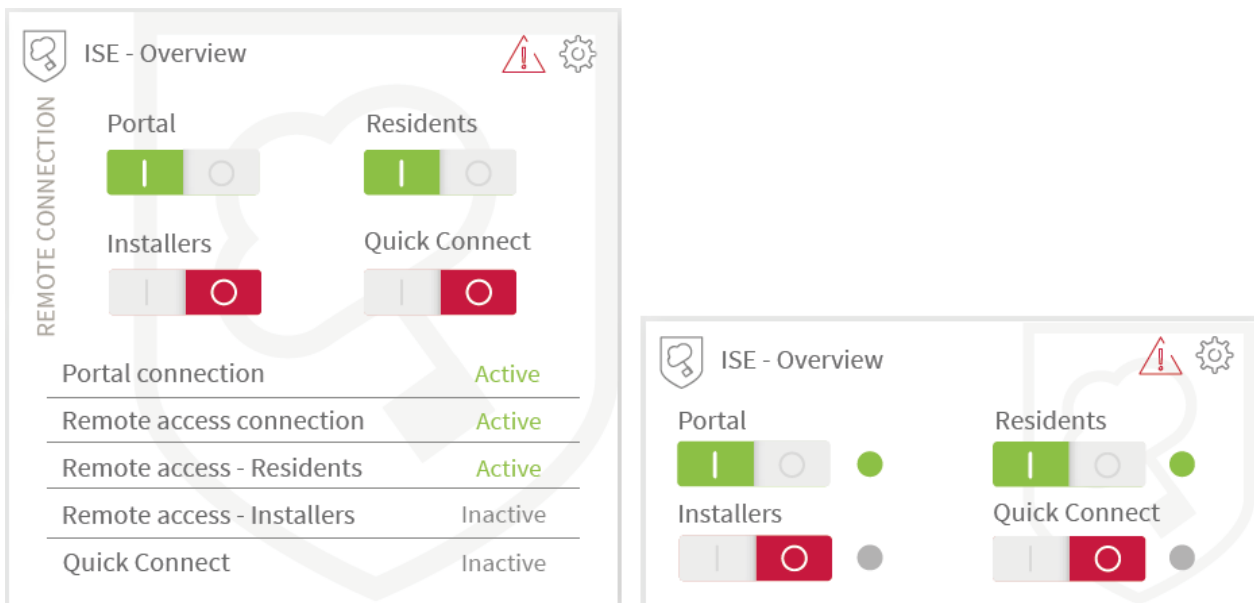 ISE - Overview
REMOTE CONNECTION
Portal
Residents
Installers
Quick Connect
Portal connection Active
Remote access connection Active
Remote access - Residents Active
Remote access - Installers Inactive
Quick Connect Inactive
ISE - Overview
Portal
Residents
Installers
Quick Connect